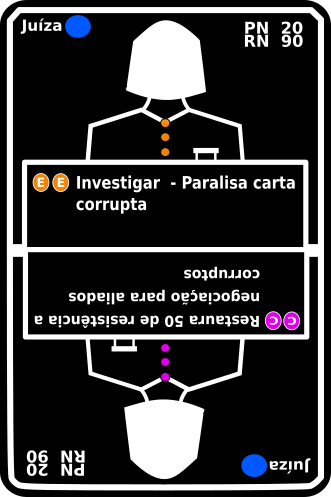 Juíza
PN 20
RN 90
E E Investigar - Paralisa carta
corrupta
C C Restaura 50 de resistência a
negociação para aliados
corruptos
Juíza
PN 20
RN 90